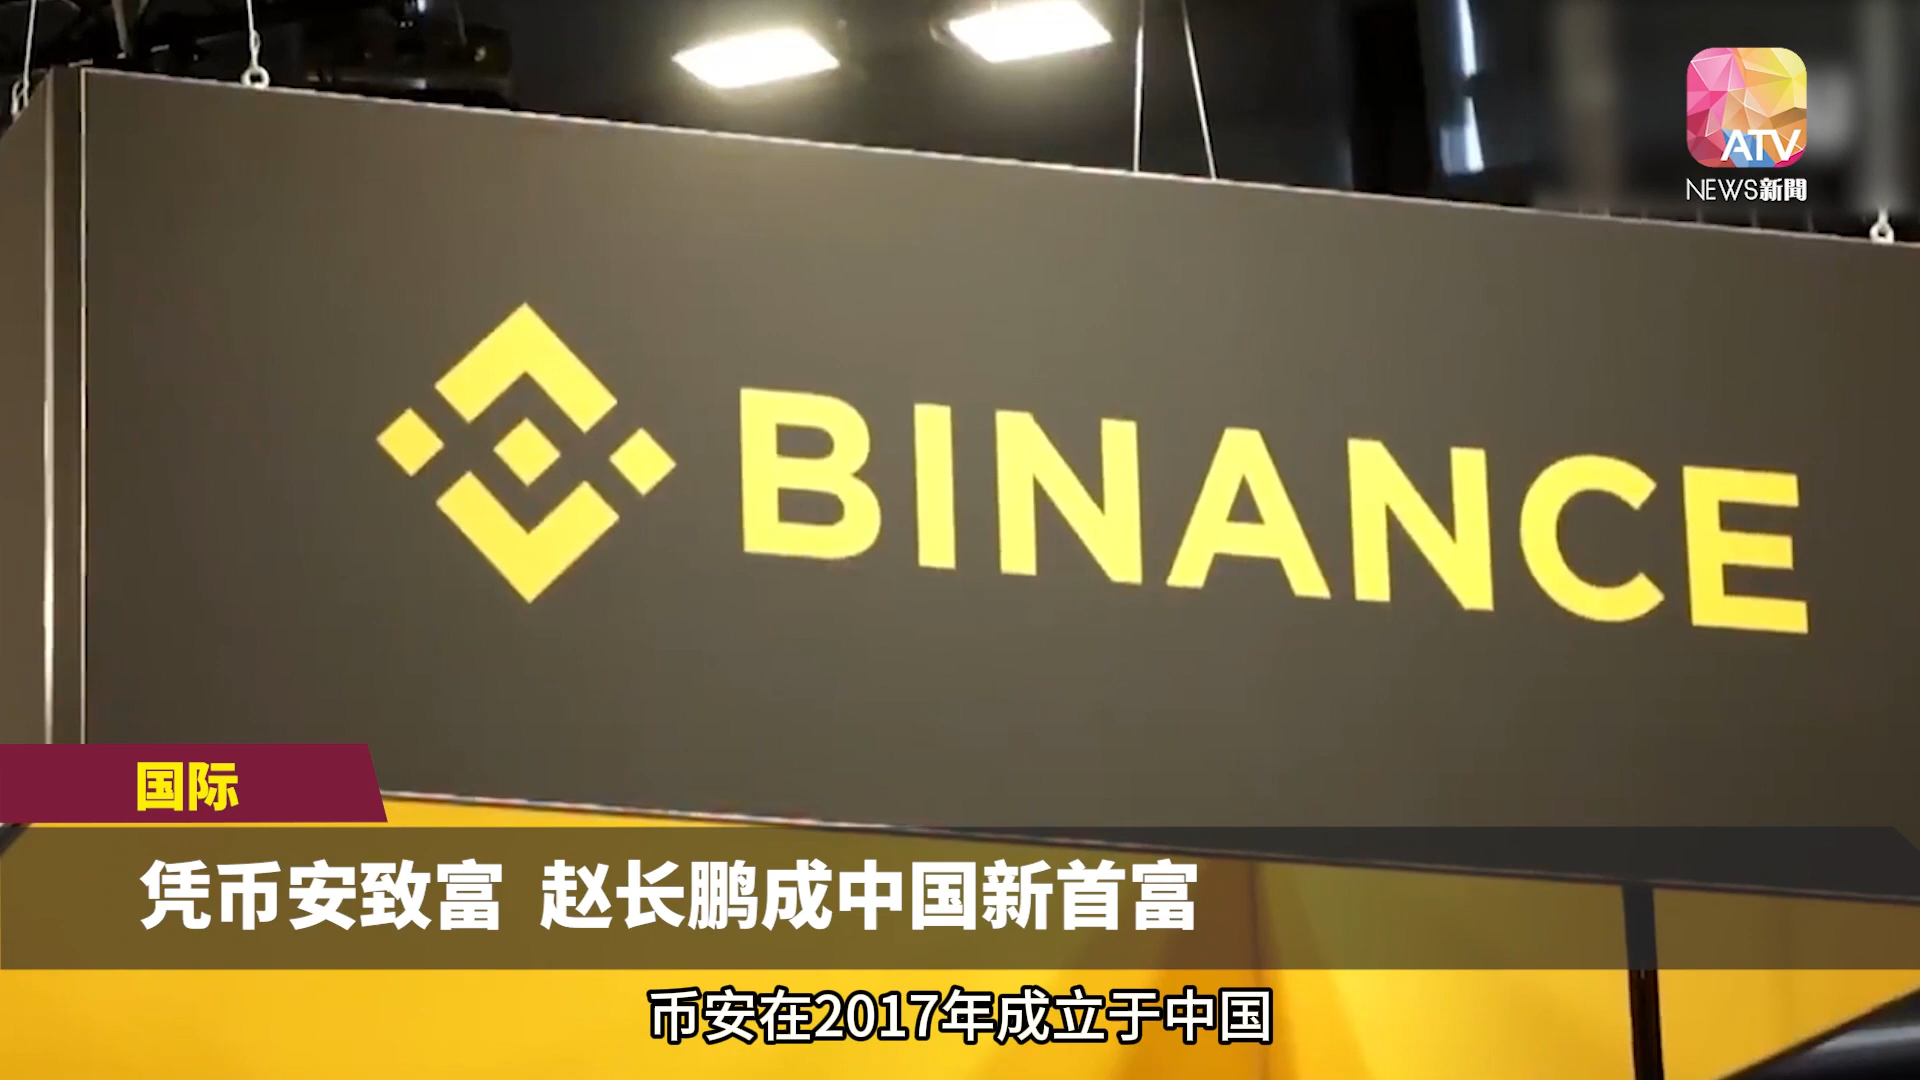 ATV
NEWS新聞
BINANCE
国际
凭币安致富 赵长鹏成中国新首富
币安在2017年成立于中国